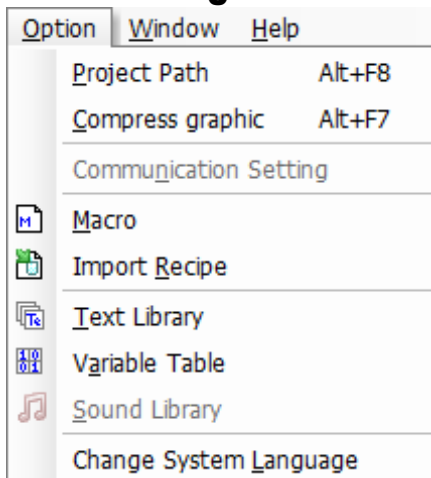 Option Window Help
Project Path Alt+F8
Compress graphic Alt+F7
Communication Setting
Macro
Import Recipe
Text Library
Variable Table
Sound Library
Change System Language